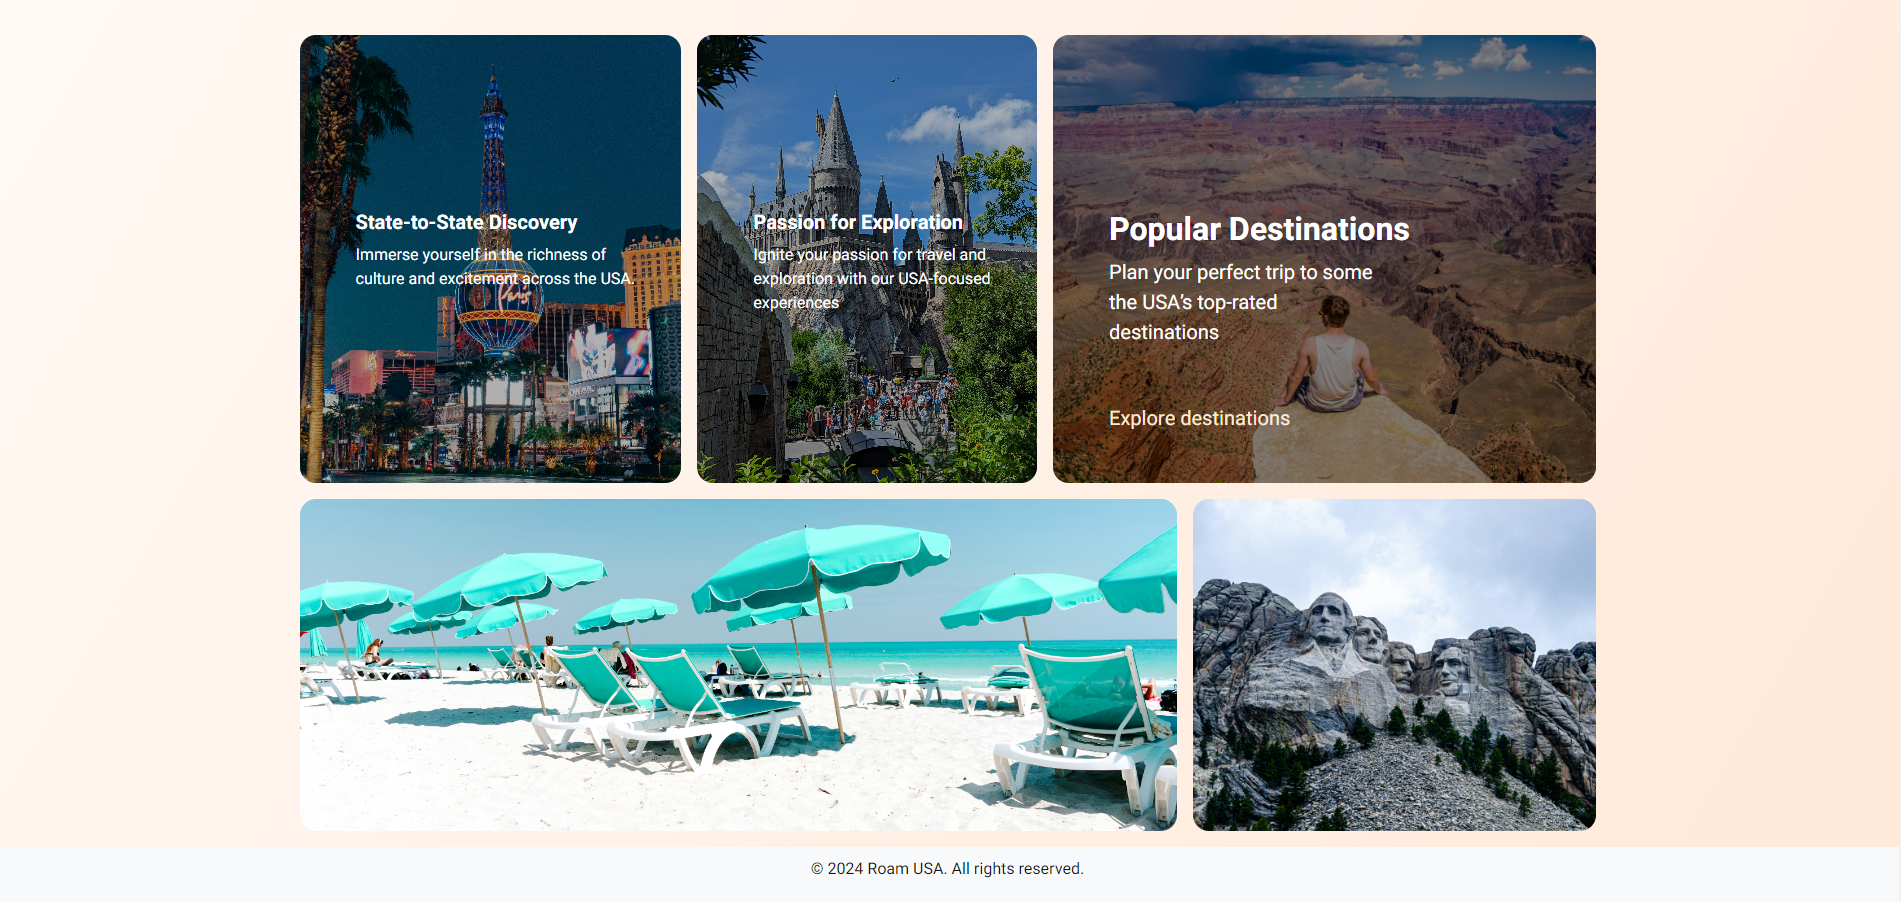 State-to-State Discovery
Immerse yourself in the richness of
culture and excitement across the USA.
Paris
Passion for Exploration
Ignite your passion for travel and
exploration with our USA-focused
experiences
Popular Destinations
Plan your perfect trip to some
the USA’s top-rated
destinations
Explore destinations
© 2024 Roam USA. All rights reserved.